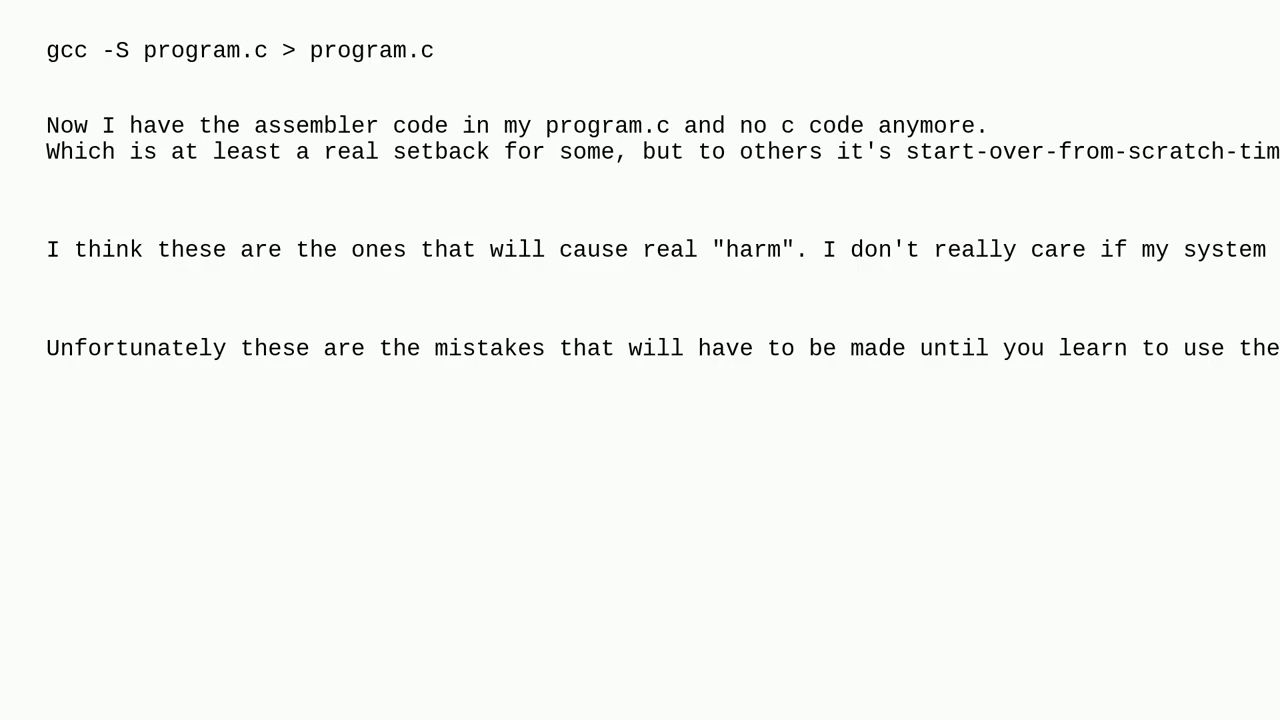 gcc -S program.c > program.c
Now I have the assembler code in my program.c and no c code anymore.
Which is at least a real setback for some, but to others it's start-over-from-scratch-tim
I think these are the ones that will cause real "harm". I don't really care if my system
Unfortunately these are the mistakes that will have to be made until you learn to use the